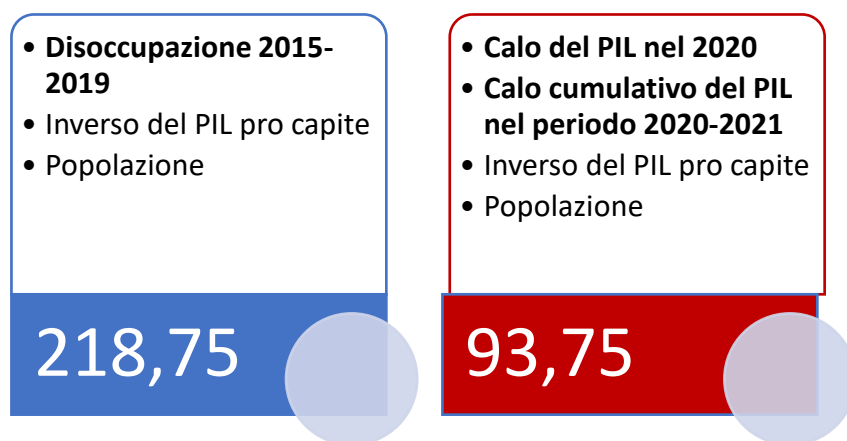 • Disoccupazione 2015-
2019
• Inverso del PIL pro capite
• Popolazione
218,75
• Calo del PIL nel 2020
• Calo cumulativo del PIL
nel periodo 2020-2021
• Inverso del PIL pro capite
• Popolazione
93,75